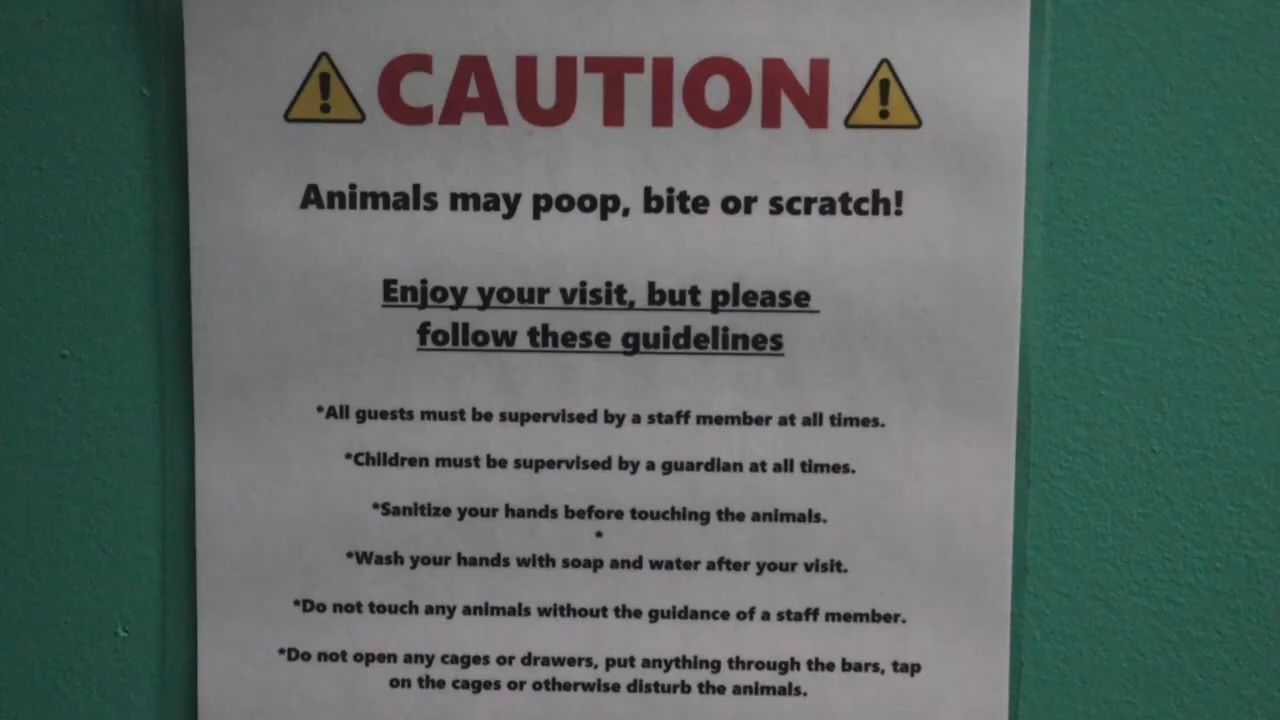 CAUTION
Animals may poop, bite or scratch!
Enjoy your visit, but please
follow these guidelines
*All guests must be supervised by a staff member at all times.
*Children must be supervised by a guardian at all times.
*Sanitize your hands before touching the animals.
*
*Wash your hands with soap and water after your visit.
*Do not touch any animals without the guidance of a staff member.
*Do not open any cages or drawers, put anything through the bars, tap
on the cages or otherwise disturb the animals.